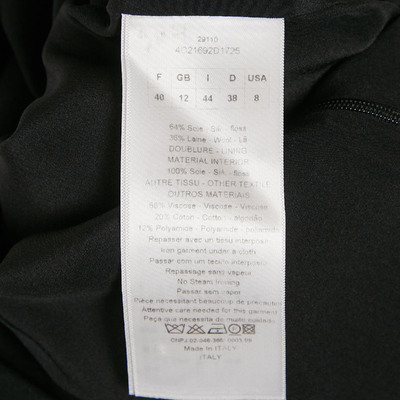 29110
4C21692D1725
F GB I D USA
40 12 44 38 8
64% Soie - Silk -
36% Laine - Wool - Lã
DOUBLURE - LINING
MATERIAL INTERIOR
100% Soie - Silk -
AUTRE TISSU - OTHER TEXTILE
OUTROS MATERIAIS
Viscose - Viscose - Viscose
20% Coton - Cotton - algodão
12% Polyamide - Polyamide -
Repasser avec un tissu interposé
Iron garment under a cloth
Passar com um tecido interposto
Repassage sans vapeur
No Steam Ironing
Passar sem vapor
Pièce nécessitant beaucoup de précaution
Attentive care needed for this garment
Peça que necessita do muito cuidado
Made in ITALY
ITALY